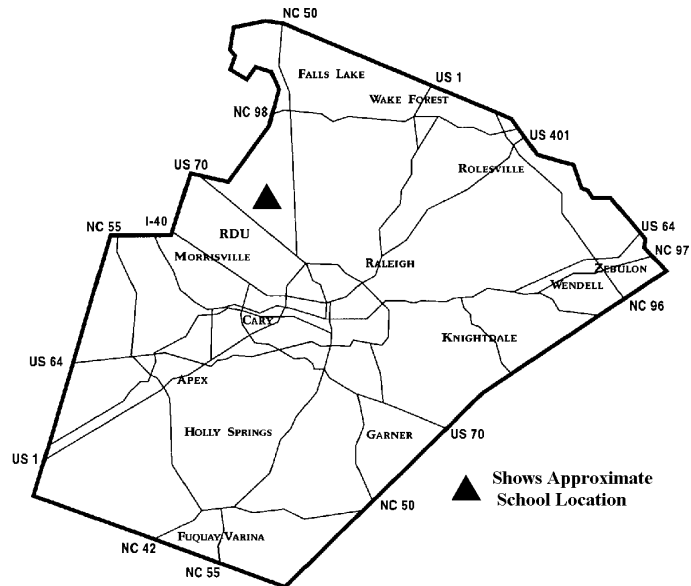 NC 50
FALLS LAKE
US 1
WAKE FOREST
NC 98
US 401
US 70
ROLESVILLE
NC 55
I-40
RDU
US 64
MORRISVILLE
RALEIGH
NC 97
ZEBULON
WENDELL
NC 96
CARY
KNIGHTDALE
US 64
APEX
HOLLY SPRINGS
GARNER
US 70
US 1
Shows Approximate
School Location
NC 50
FUQUAY VARINA
NC 42
NC 55